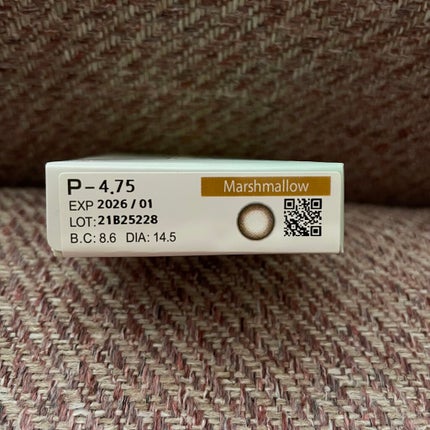 P-4.75
Marshmallow
EXP 2026/01
LOT: 21B25228
B.C: 8.6 DIA: 14.5